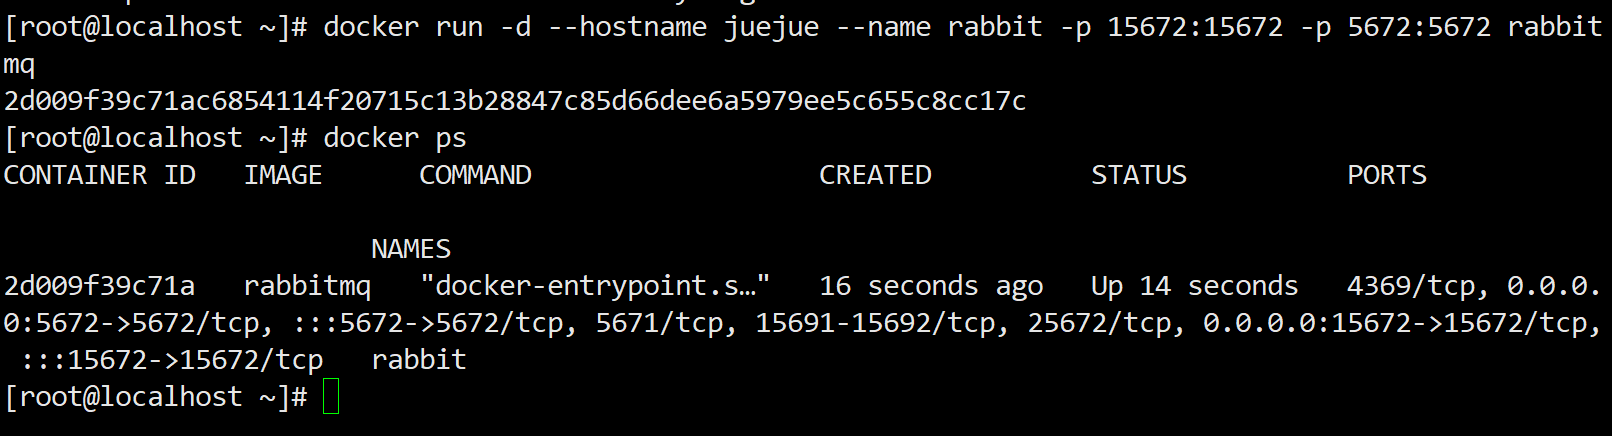 [root@localhost ~]# docker run -d --hostname juejue --name rabbit -p 15672:15672 -p 5672:5672 rabbit
mq
2d009f39c71ac6854114f20715c13b28847c85d66dee6a5979ee5c655c8cc17c
[root@localhost ~]# docker ps
CONTAINER ID   IMAGE      COMMAND                  CREATED          STATUS          PORTS
                       NAMES
2d009f39c71a   rabbitmq   "docker-entrypoint.s…"   16 seconds ago   Up 14 seconds   4369/tcp, 0.0.0.
0:5672->5672/tcp, :::5672->5672/tcp, 5671/tcp, 15691-15692/tcp, 25672/tcp, 0.0.0.0:15672->15672/tcp,
 :::15672->15672/tcp   rabbit
[root@localhost ~]#